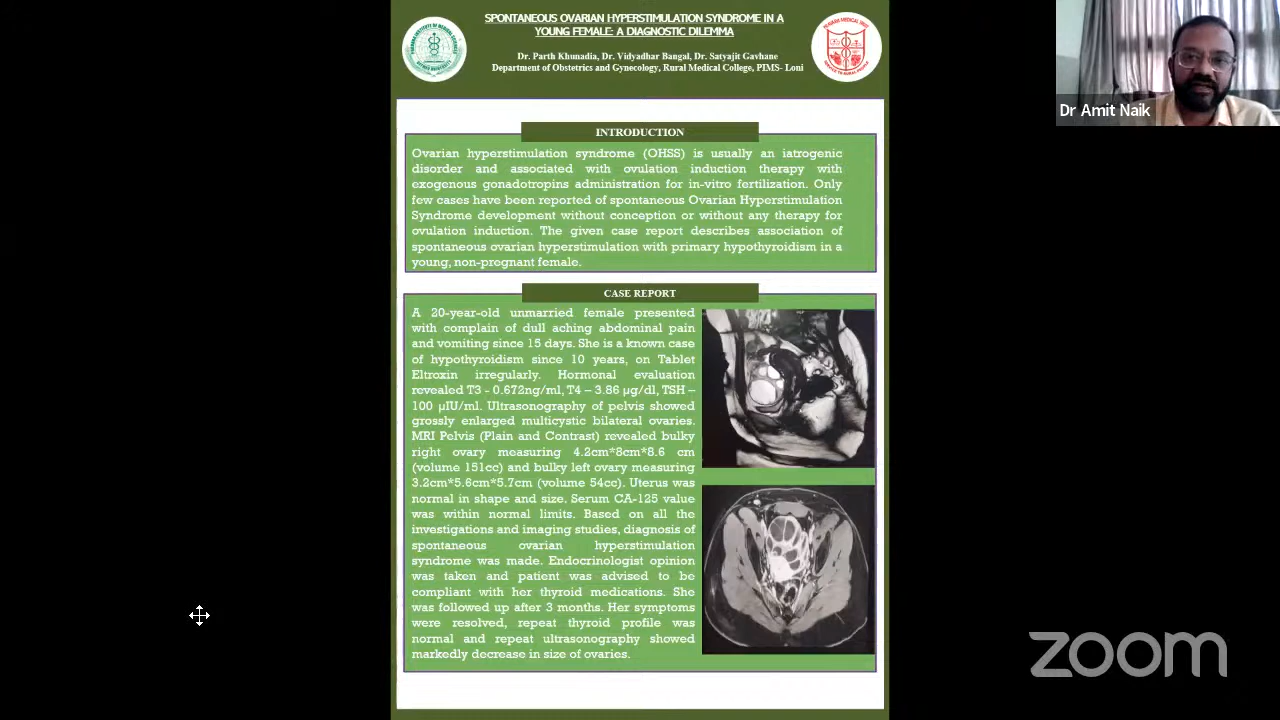 SPONTANEOUS OVARIAN HYPERSTIMULATION SYNDROME IN A
YOUNG FEMALE: A DIAGNOSTIC DILEMMA
Dr. Parth Khunadia, Dr. Vidyadhar Bangal, Dr. Satyajit Gavhane
Department of Obstetrics and Gynecology, Rural Medical College, PIMS- Loni
Dr Amit Naik
INTRODUCTION
Ovarian hyperstimulation syndrome (OHSS) is usually an iatrogenic
disorder and associated with ovulation induction therapy with
exogenous gonadotropins administration for in-vitro fertilization. Only
few cases have been reported of spontaneous Ovarian Hyperstimulation
Syndrome development without conception or without any therapy for
ovulation induction. The given case report describes association of
spontaneous ovarian hyperstimulation with primary hypothyroidism in a
young, non-pregnant female.
CASE REPORT
A 20-year-old unmarried female presented
with complain of dull aching abdominal pain
and vomiting since 15 days. She is a known case
of hypothyroidism since 10 years, on Tablet
Eltroxin irregularly. Hormonal evaluation
revealed T3 - 0.672ng/ml, T4 – 3.86 µg/dl, TSH –
100 µIU/ml. Ultrasonography of pelvis showed
grossly enlarged multicystic bilateral ovaries.
MRI Pelvis (Plain and Contrast) revealed bulky
right ovary measuring 4.2cm*8cm*8.6 cm
(volume 151cc) and bulky left ovary measuring
3.2cm*5.6cm*5.7cm (volume 54cc). Uterus was
normal in shape and size. Serum CA-125 value
was within normal limits. Based on all the
investigations and imaging studies, diagnosis of
spontaneous ovarian hyperstimulation
syndrome was made. Endocrinologist opinion
was taken and patient was advised to be
compliant with her thyroid medications. She
was followed up after 3 months. Her symptoms
were resolved, repeat thyroid profile was
normal and repeat ultrasonography showed
markedly decrease in size of ovaries.
zoom